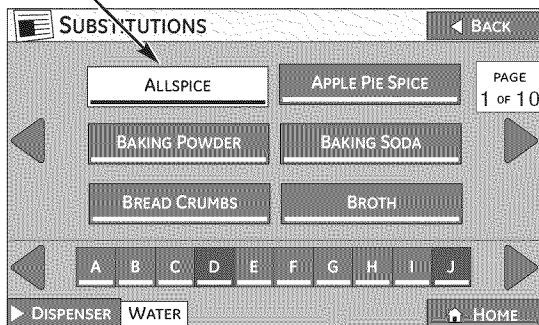 SUBSTITUTIONS
BACK
ALLSPICE
APPLE PIE SPICE
PAGE
1 OF 10
BAKING POWDER
BAKING SODA
BREAD CRUMBS
BROTH
A B C D E F G H I J
DISPENSER WATER
HOME